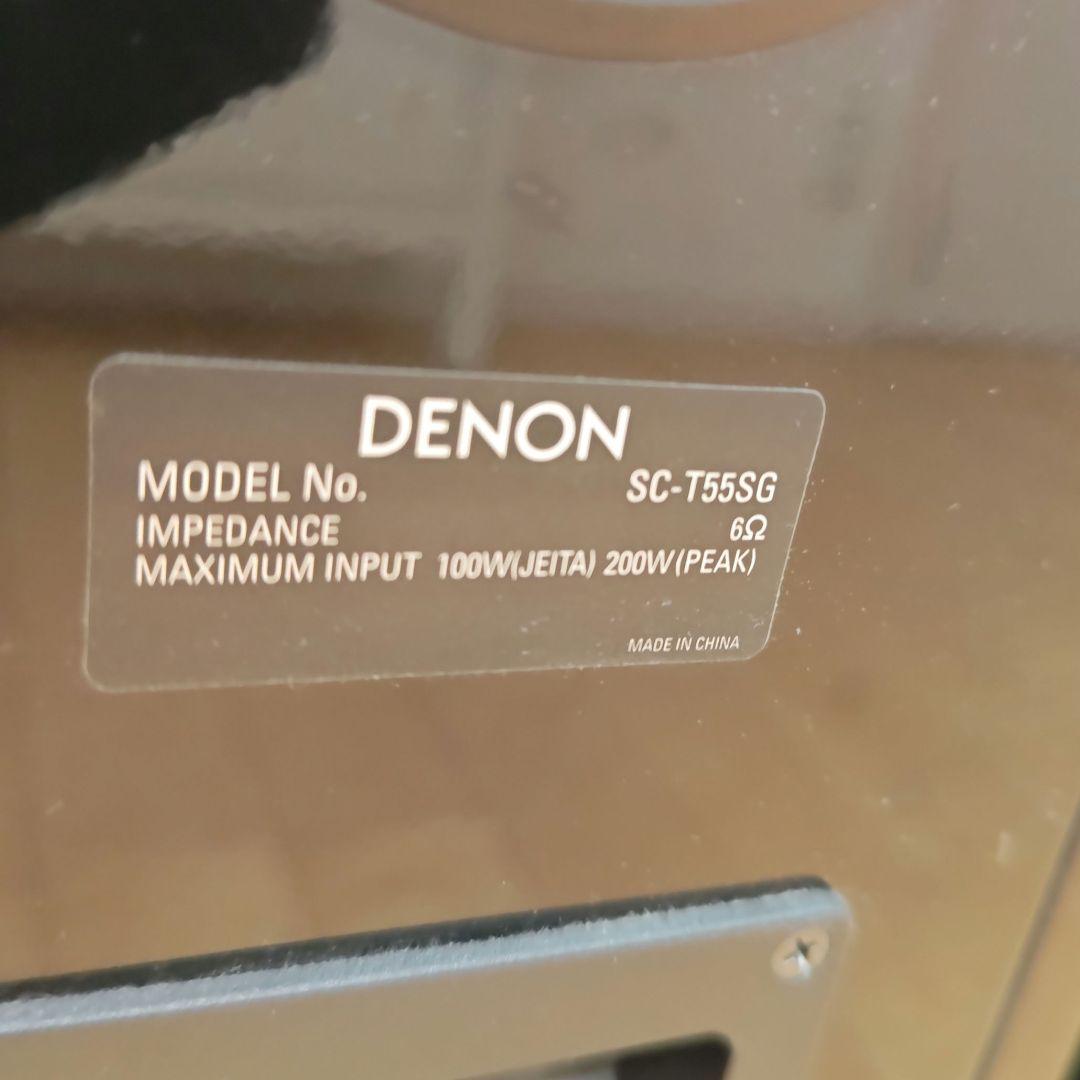 DENON
MODEL No. SC-T55SG
IMPEDANCE 6Ω
MAXIMUM INPUT 100W(JEITA) 200W(PEAK)
MADE IN CHINA